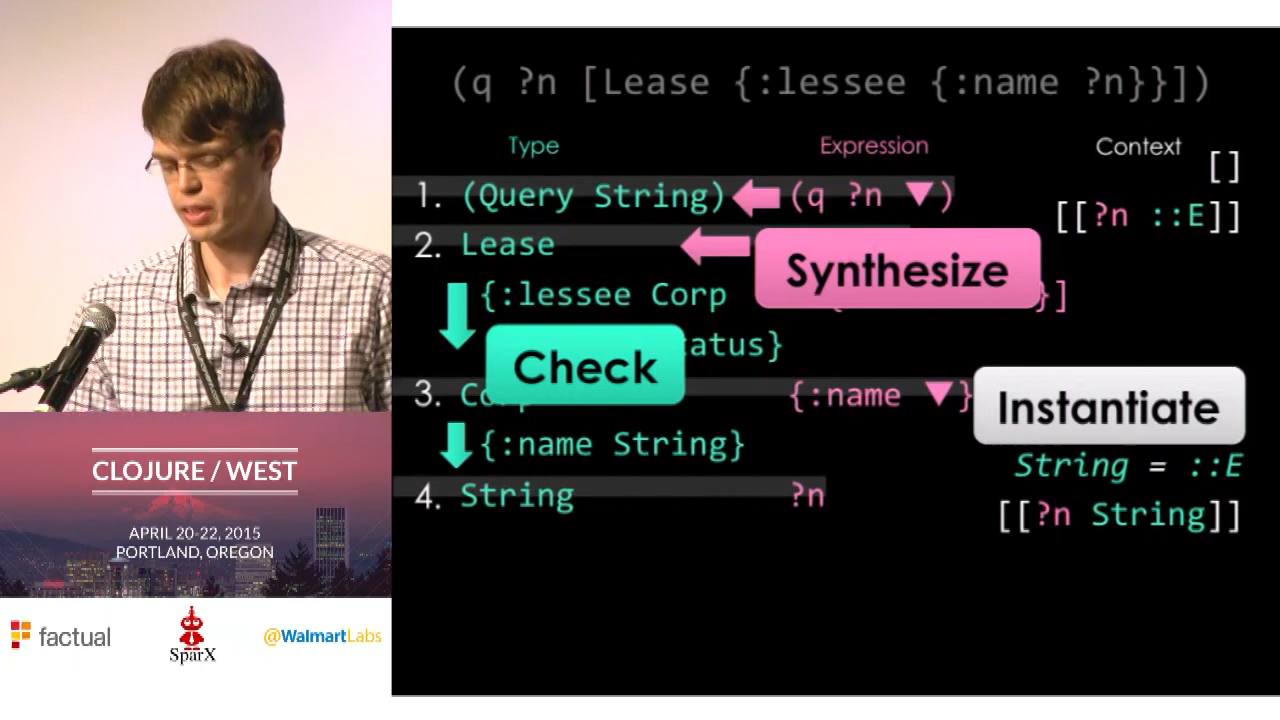 (q ?n [Lease {:lessee {:name ?n}}])
Type Expression Context
[]
1. (Query String) (q ?n ▼)
[[?n ::E]]
2. Lease
Synthesize
{:lessee Corp }]
Check atus}
3. {:name ▼}
Instantiate
{:name String}
String = ::E
4. String ?n
[[?n String]]
CLOJURE / WEST
APRIL 20-22, 2015
PORTLAND, OREGON
factual
SparX
@WalmartLabs